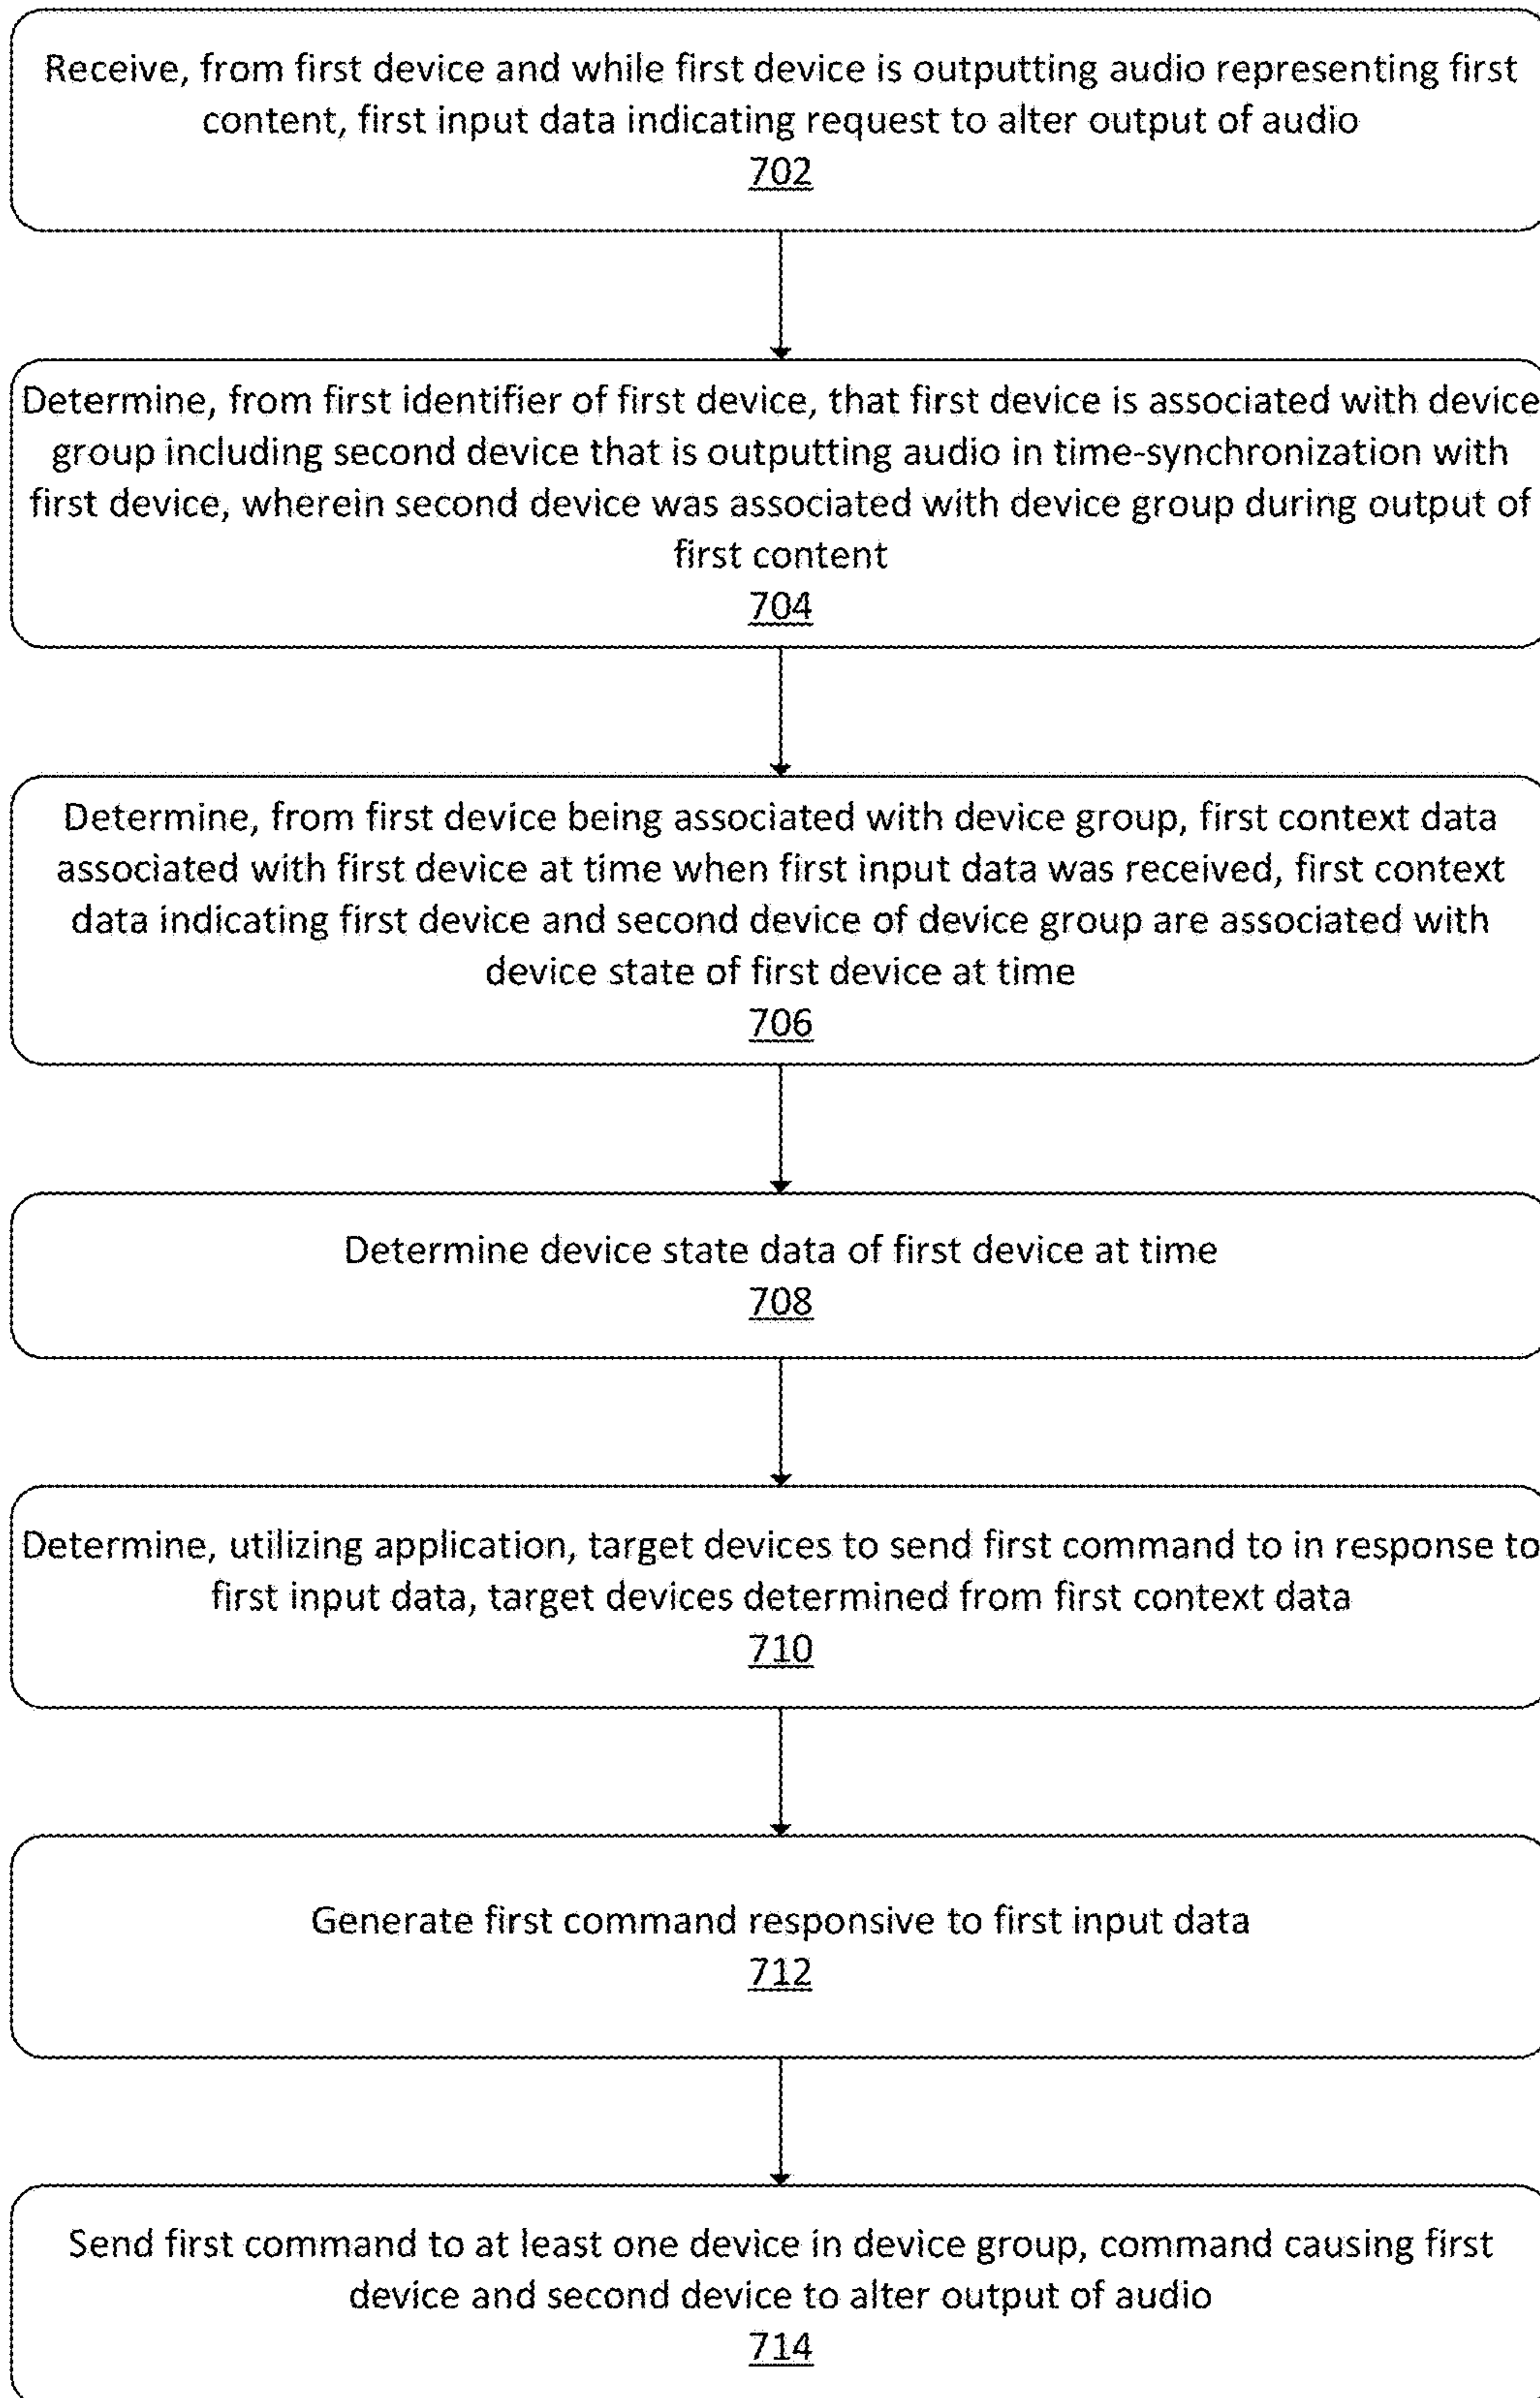 Receive, from first device and while first device is outputting audio representing first
content, first input data indicating request to alter output of audio
702
Determine, from first identifier of first device, that first device is associated with device
group including second device that is outputting audio in time-synchronization with
first device, wherein second device was associated with device group during output of
first content
704
Determine, from first device being associated with device group, first context data
associated with first device at time when first input data was received, first context
data indicating first device and second device of device group are associated with
device state of first device at time
706
Determine device state data of first device at time
708
Determine, utilizing application, target devices to send first command to in response to
first input data, target devices determined from first context data
710
Generate first command responsive to first input data
712
Send first command to at least one device in device group, command causing first
device and second device to alter output of audio
714